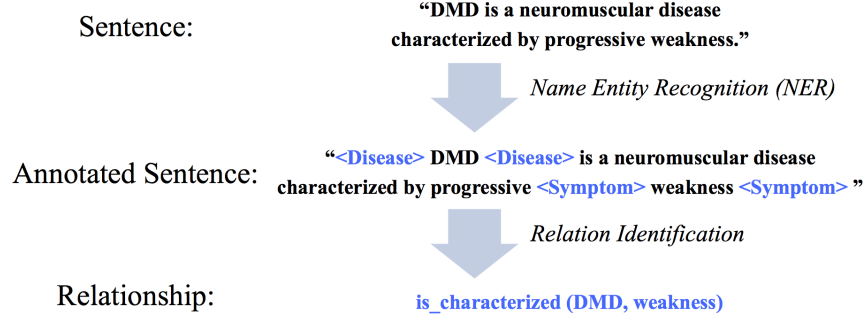 Sentence:
“DMD is a neuromuscular disease
characterized by progressive weakness.”
Name Entity Recognition (NER)
Annotated Sentence:
“<Disease> DMD <Disease> is a neuromuscular disease
characterized by progressive <Symptom> weakness <Symptom> ”
Relation Identification
Relationship:
is_characterized (DMD, weakness)